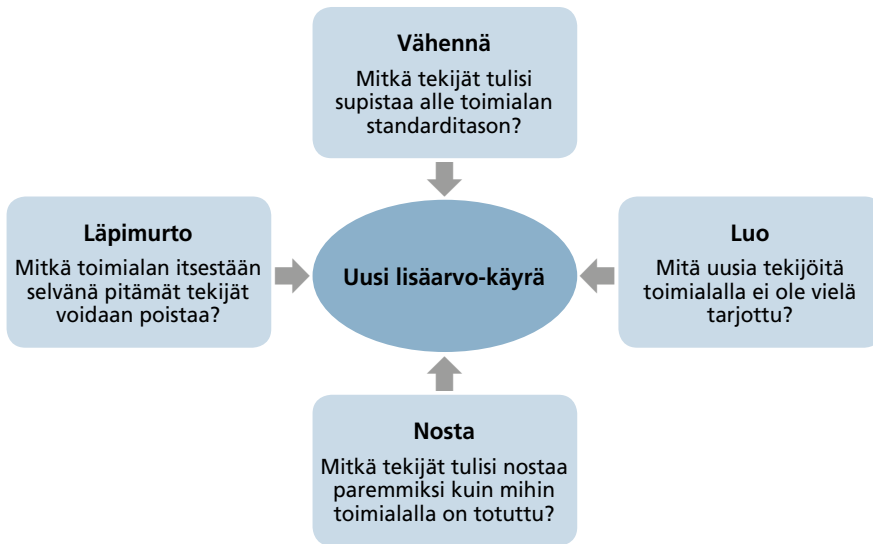 Vähennä
Mitkä tekijät tulisi
supistaa alle toimialan
standarditason?
Läpimurto
Mitkä toimialan itsestään
selvänä pitämät tekijät
voidaan poistaa?
Uusi lisäarvo-käyrä
Luo
Mitä uusia tekijöitä
toimialalla ei ole vielä
tarjottu?
Nosta
Mitkä tekijät tulisi nostaa
paremmiksi kuin mihin
toimialalla on totuttu?